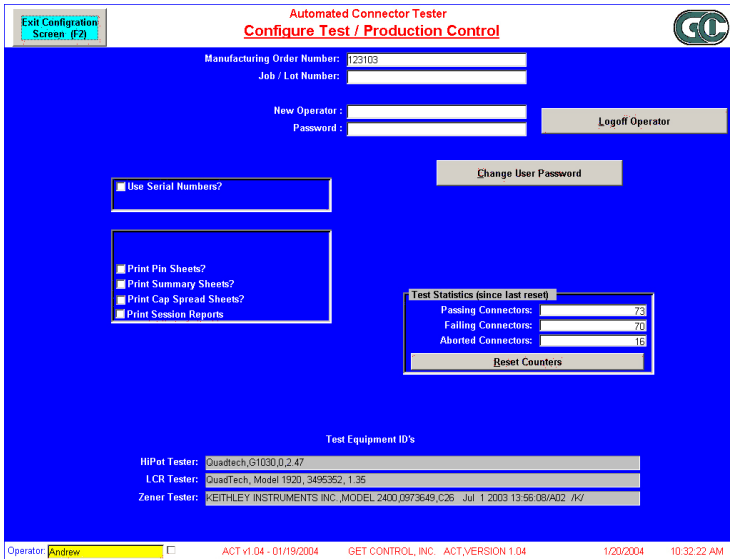 Exit Configration
Screen (F2)
Automated Connector Tester
Configure Test / Production Control
GC
Manufacturing Order Number: 123103
Job / Lot Number:
New Operator :
Password :
Logoff Operator
Change User Password
Use Serial Numbers?
Print Pin Sheets?
Print Summary Sheets?
Print Cap Spread Sheets?
Print Session Reports
Test Statistics (since last reset)
Passing Connectors: 73
Failing Connectors: 70
Aborted Connectors: 16
Reset Counters
Test Equipment ID's
HiPot Tester: Quadtech,G1030,0,2.47
LCR Tester: QuadTech, Model 1920, 3495352, 1.35
Zener Tester: KEITHLEY INSTRUMENTS INC.,MODEL 2400,0973649,C26 Jul 1 2003 13:56:08/A02 /K/
Operator: Andrew ACT v1.04 - 01/19/2004 GET CONTROL, INC. ACT,VERSION 1.04 1/20/2004 10:32:22 AM